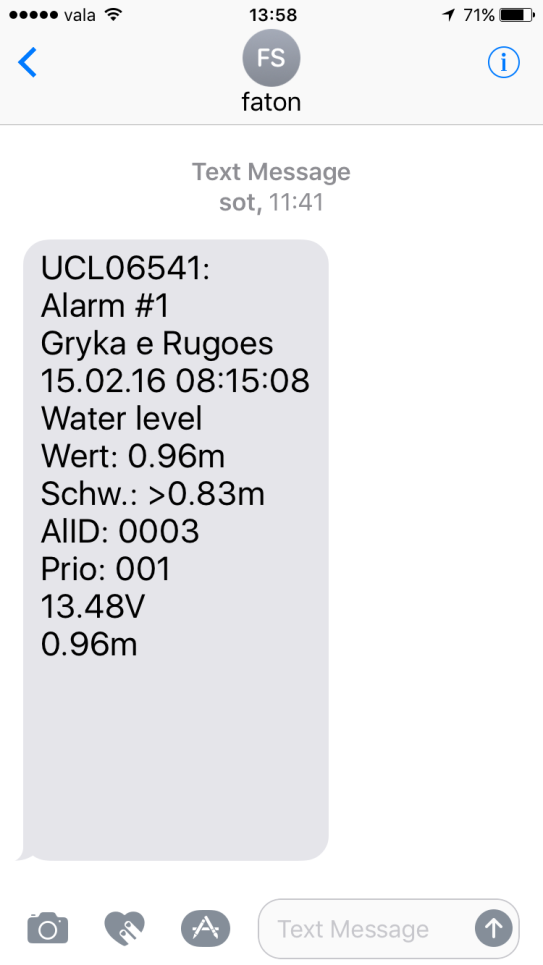 vala 13:58 71%
FS
faton
Text Message
sot, 11:41
UCL06541:
Alarm #1
Gryka e Rugoes
15.02.16 08:15:08
Water level
Wert: 0.96m
Schw.: >0.83m
AlID: 0003
Prio: 001
13.48V
0.96m
Text Message